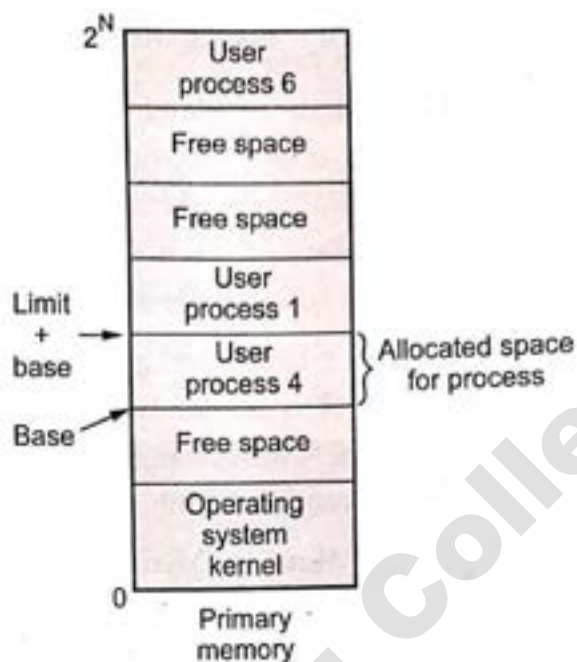 2^N
User
process 6
Free space
Free space
User
process 1
Limit
+
base
User
process 4
Allocated space
for process
Base
Free space
Operating
system
kernel
0
Primary
memory
Colle